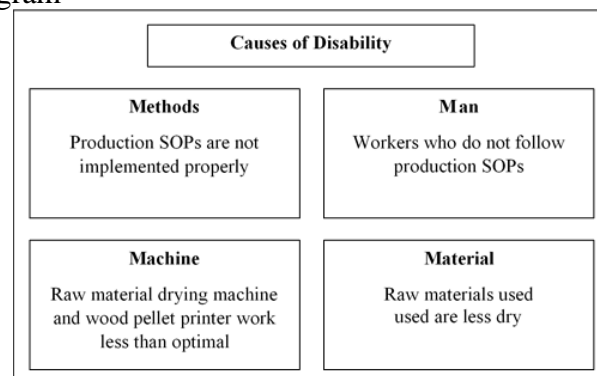 gram
Causes of Disability
Methods
Production SOPs are not
implemented properly
Man
Workers who do not follow
production SOPs
Machine
Raw material drying machine
and wood pellet printer work
less than optimal
Material
Raw materials used
used are less dry